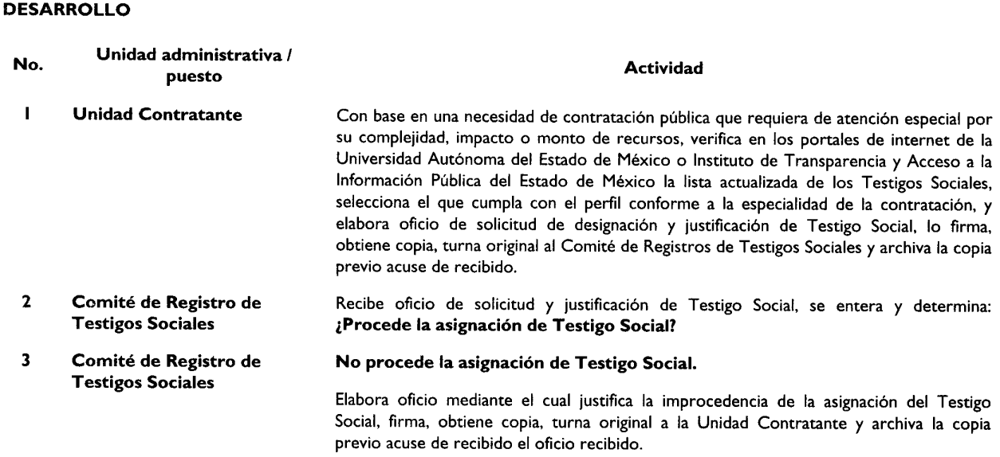 DESARROLLO
No. Unidad administrativa / puesto Actividad
1 Unidad Contratante Con base en una necesidad de contratación pública que requiera de atención especial por
su complejidad, impacto o monto de recursos, verifica en los portales de internet de la
Universidad Autónoma del Estado de México o Instituto de Transparencia y Acceso a la
Información Pública del Estado de México la lista actualizada de los Testigos Sociales,
selecciona el que cumpla con el perfil conforme a la especialidad de la contratación, y
elabora oficio de solicitud de designación y justificación de Testigo Social, lo firma,
obtiene copia, turna original al Comité de Registros de Testigos Sociales y archiva la copia
previo acuse de recibido.
2 Comité de Registro de Recibe oficio de solicitud y justificación de Testigo Social, se entera y determina:
Testigos Sociales ¿Procede la asignación de Testigo Social?
3 Comité de Registro de No procede la asignación de Testigo Social.
Testigos Sociales
Elabora oficio mediante el cual justifica la improcedencia de la asignación del Testigo
Social, firma, obtiene copia, turna original a la Unidad Contratante y archiva la copia
previo acuse de recibido el oficio recibido.